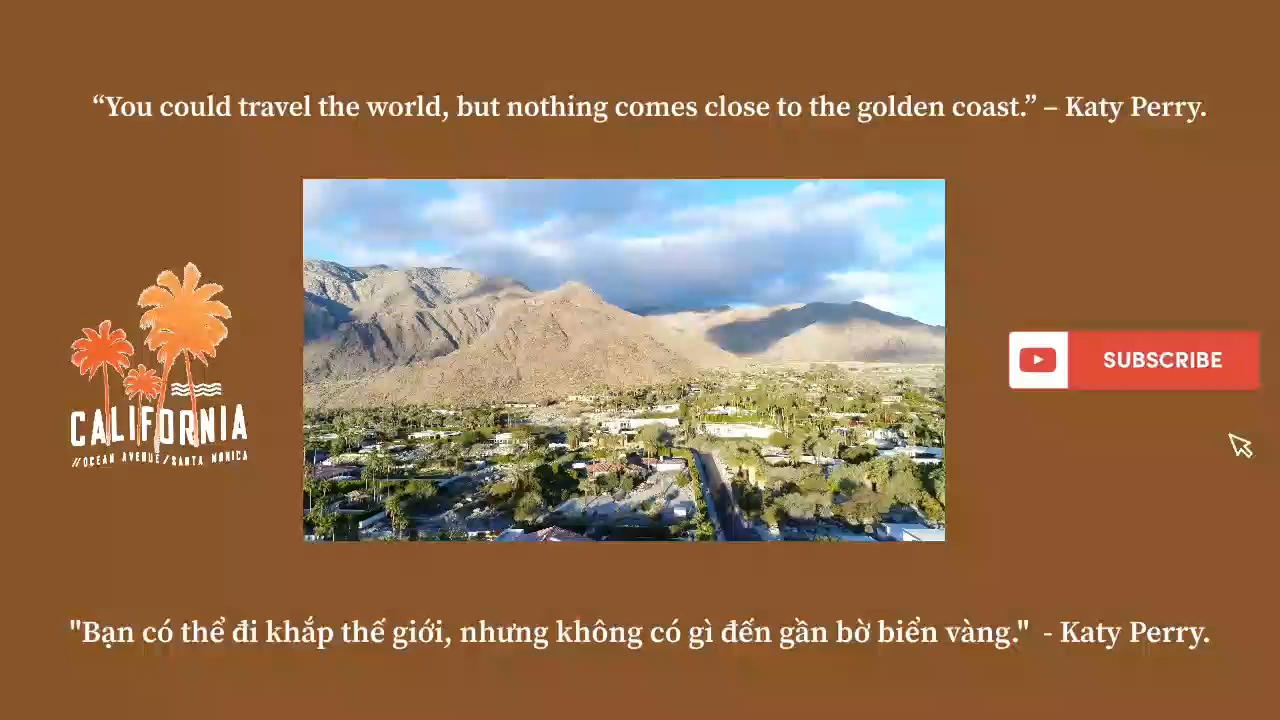 “You could travel the world, but nothing comes close to the golden coast.” – Katy Perry.
CALIFORNIA
//OCEAN AVENUE/SANTA MONICA
SUBSCRIBE
"Bạn có thể đi khắp thế giới, nhưng không có gì đến gần bờ biển vàng."  - Katy Perry.